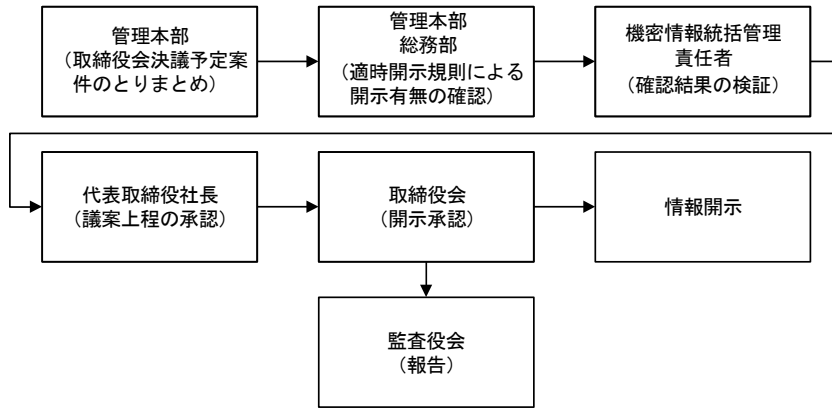 管理本部
（取締役会決議予定案
件のとりまとめ）
管理本部
総務部
（適時開示規則による
開示有無の確認）
機密情報統括管理
責任者
（確認結果の検証）
代表取締役社長
（議案上程の承認）
取締役会
（開示承認）
情報開示
監査役会
（報告）